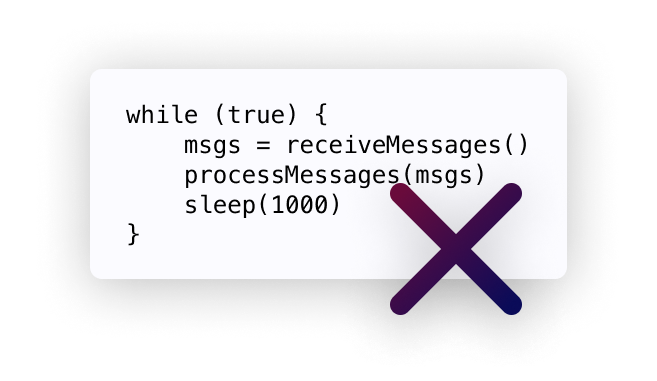 while (true) {
    msgs = receiveMessages()
    processMessages(msgs)
    sleep(1000)
}